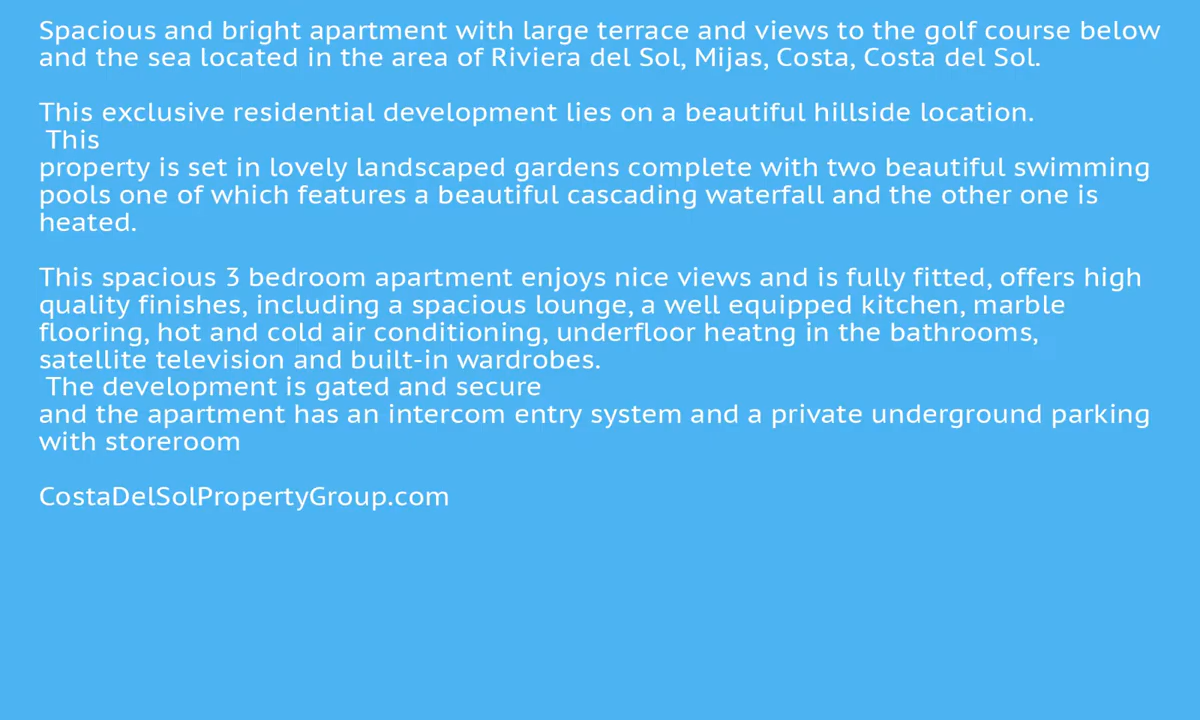 Spacious and bright apartment with large terrace and views to the golf course below
and the sea located in the area of Riviera del Sol, Mijas, Costa, Costa del Sol.
This exclusive residential development lies on a beautiful hillside location.
This
property is set in lovely landscaped gardens complete with two beautiful swimming
pools one of which features a beautiful cascading waterfall and the other one is
heated.
This spacious 3 bedroom apartment enjoys nice views and is fully fitted, offers high
quality finishes, including a spacious lounge, a well equipped kitchen, marble
flooring, hot and cold air conditioning, underfloor heatng in the bathrooms,
satellite television and built-in wardrobes.
The development is gated and secure
and the apartment has an intercom entry system and a private underground parking
with storeroom
CostaDelSolPropertyGroup.com